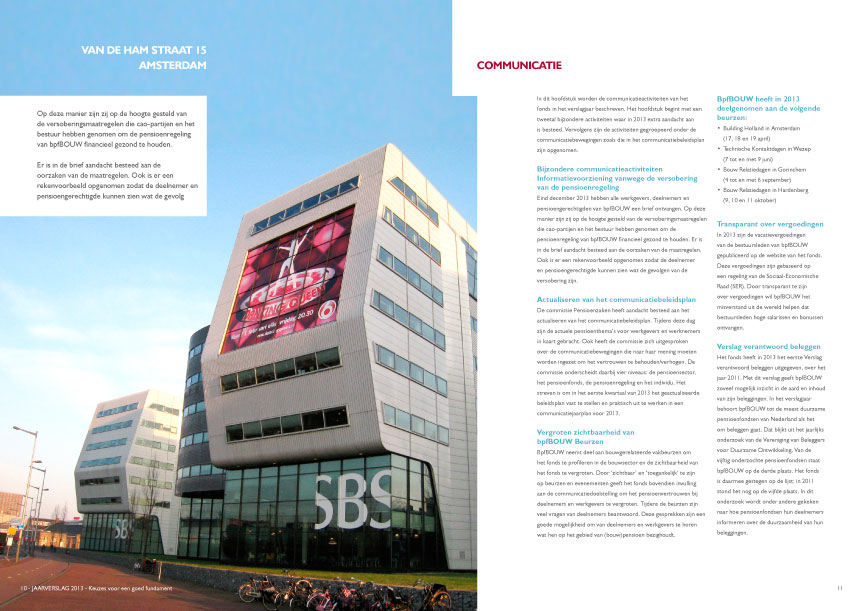 VAN DE HAM STRAAT 15
AMSTERDAM
Op deze manier zijn zij op de hoogte gesteld van
de versoberingsmaatregelen die cao-partijen en het
bestuur hebben genomen om de pensioenregeling
van bpfBOUW financieel gezond te houden.
Er is in de brief aandacht besteed aan de
oorzaken van de maatregelen. Ook is er een
rekenvoorbeeld opgenomen zodat de deelnemer en
pensioengerechtigde kunnen zien wat de gevolg
DANCING QUEEN
vrijdag 20.30
SBS
SBS
10 - JAARVERSLAG 2013 - Keuzes voor een goed fundament
COMMUNICATIE
In dit hoofdstuk worden de communicatieactiviteiten van het
fonds in het verslagjaar beschreven. Het hoofdstuk begint met een
tweetal bijzondere activiteiten waar in 2013 extra aandacht aan
is besteed. Vervolgens zijn de activiteiten gegroepeerd onder de
communicatiebewegingen zoals die in het communicatiebeleidsplan
zijn opgenomen.
Bijzondere communicatieactiviteiten
Informatievoorziening vanwege de versobering
van de pensioenregeling
Eind december 2013 hebben alle werkgevers, deelnemers en
pensioengerechtigden van bpfBOUW een brief ontvangen. Op deze
manier zijn zij op de hoogte gesteld van de versoberingsmaatregelen
die cao-partijen en het bestuur hebben genomen om de
pensioenregeling van bpfBOUW financieel gezond te houden. Er is
in de brief aandacht besteed aan de oorzaken van de maatregelen.
Ook is er een rekenvoorbeeld opgenomen zodat de deelnemer
en pensioengerechtigde kunnen zien wat de gevolgen van de
versobering zijn.
Actualiseren van het communicatiebeleidsplan
De commissie Pensioenzaken heeft aandacht besteed aan het
actualiseren van het communicatiebeleidsplan. Tijdens deze dag
zijn de actuele pensioenthema's voor werkgevers en werknemers
in kaart gebracht. Ook heeft de commissie zich uitgesproken
over de communicatiebewegingen die naar haar mening moeten
worden ingezet om het vertrouwen te behouden/verhogen. De
commissie onderscheidt daarbij vier niveaus: de pensioensector,
het pensioenfonds, de pensioenregeling en het individu. Het
streven is om in het eerste kwartaal van 2013 het geactualiseerde
beleidsplan vast te stellen en praktisch uit te werken in een
communicatiejaarplan voor 2013.
Vergroten zichtbaarheid van
bpfBOUW Beurzen
BpfBOUW neemt deel aan bouwgerelateerde vakbeurzen om
het fonds te profileren in de bouwsector en de zichtbaarheid van
het fonds te vergroten. Door 'zichtbaar' en 'toegankelijk' te zijn
op beurzen en evenementen geeft het fonds bovendien invulling
aan de communicatiedoelstelling om het pensioenvertrouwen bij
deelnemers en werkgevers te vergroten. Tijdens de beurzen zijn
veel vragen van deelnemers beantwoord. Deze gesprekken zijn een
goede mogelijkheid om van deelnemers en werkgevers te horen
wat hen op het gebied van (bouw)pensioen bezighoudt.
BpfBOUW heeft in 2013
deelgenomen aan de volgende
beurzen:
• Building Holland in Amsterdam
(17, 18 en 19 april)
• Technische Kontaktdagen in Wezep
(7 tot en met 9 juni)
• Bouw Relatiedagen in Gorinchem
(4 tot en met 6 september)
• Bouw Relatiedagen in Hardenberg
(9, 10 en 11 oktober)
Transparant over vergoedingen
In 2013 zijn de vacatievergoedingen
van de bestuursleden van bpfBOUW
gepubliceerd op de website van het fonds.
Deze vergoedingen zijn gebaseerd op
een regeling van de Sociaal-Economische
Raad (SER). Door transparant te zijn
over vergoedingen wil bpfBOUW het
misverstand uit de wereld helpen dat
bestuursleden hoge salarissen en bonussen
ontvangen.
Verslag verantwoord beleggen
Het fonds heeft in 2013 het eerste Verslag
verantwoord beleggen uitgegeven, over het
jaar 2011. Met dit verslag geeft bpfBOUW
zoveel mogelijk inzicht in de aard en inhoud
van zijn beleggingen. In het verslagjaar
behoort bpfBOUW tot de meest duurzame
pensioenfondsen van Nederland als het
om beleggen gaat. Dat blijkt uit het jaarlijks
onderzoek van de Vereniging van Beleggers
voor Duurzame Ontwikkeling. Van de
vijftig onderzochte pensioenfondsen staat
bpfBOUW op de derde plaats. Het fonds
is daarmee gestegen op de lijst; in 2011
stond het nog op de vijfde plaats. In dit
onderzoek wordt onder andere gekeken
naar hoe pensioenfondsen hun deelnemers
informeren over de duurzaamheid van hun
beleggingen.
11